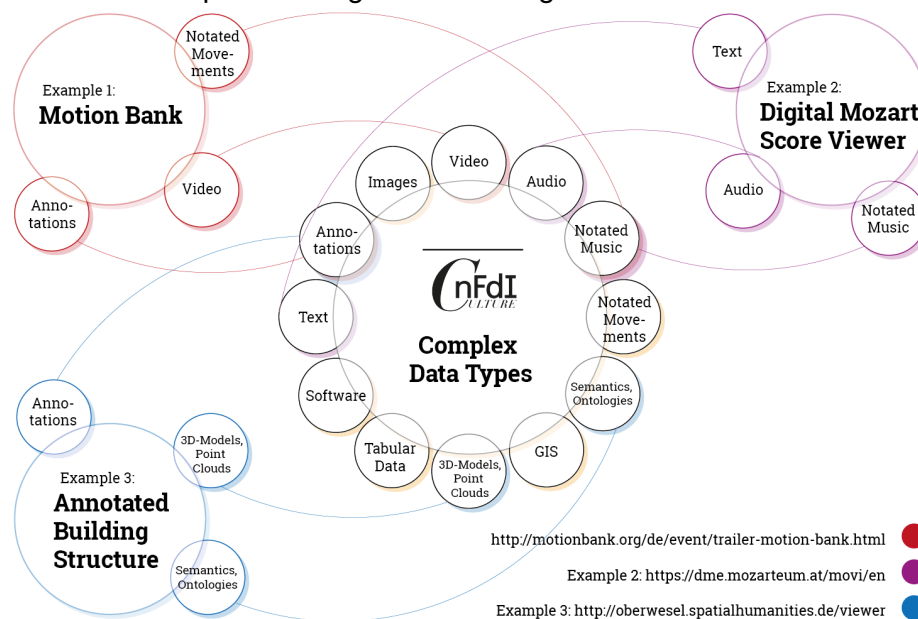 Notated
Move-
ments
Example 1:
Motion Bank
Anno-
tations
Video
Text
Example 2:
Digital Mozart
Score Viewer
Audio
Notated
Music
Video
Images
Audio
Anno-
tations
Notated
Music
Text
Notated
Move-
ments
Software
Semantics,
Ontologies
Tabular
Data
3D-Models,
Point
Clouds
GIS
nFdI
CULTURE
Complex
Data Types
Anno-
tations
3D-Models,
Point
Clouds
Example 3:
Annotated
Building
Structure
Semantics,
Ontologies
http://motionbank.org/de/event/trailer-motion-bank.html
Example 2: https://dme.mozarteum.at/movi/en
Example 3: http://oberwesel.spatialhumanities.de/viewer